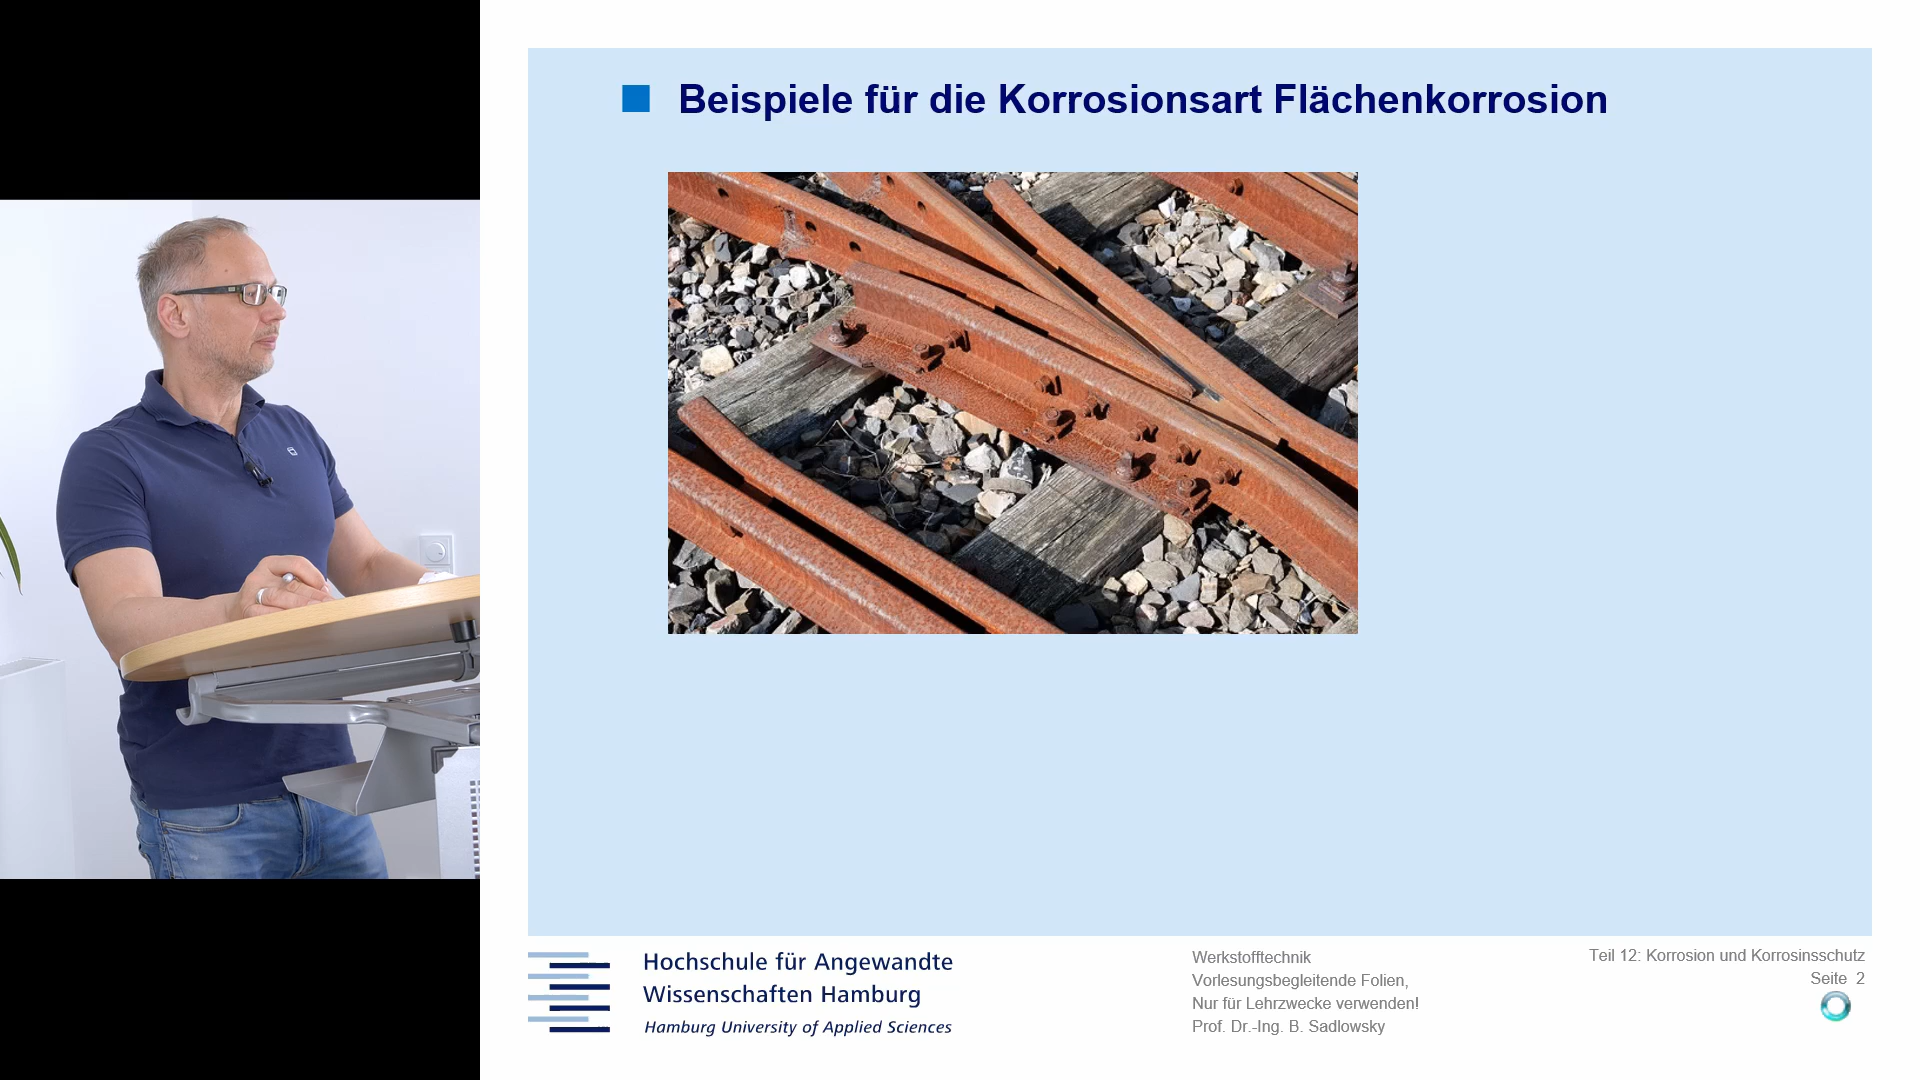 Beispiele für die Korrosionsart Flächenkorrosion
Hochschule für Angewandte
Wissenschaften Hamburg
Hamburg University of Applied Sciences
Werkstofftechnik
Vorlesungsbegleitende Folien,
Nur für Lehrzwecke verwenden!
Prof. Dr.-Ing. B. Sadlowsky
Teil 12: Korrosion und Korrosinsschutz
Seite 2